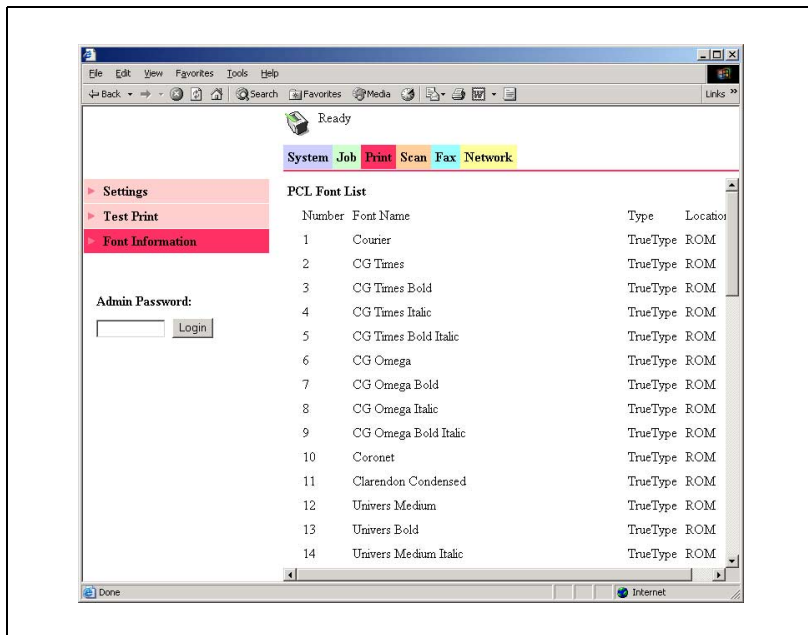 File Edit View Favorites Tools Help
Back Search Favorites Media Links »
Ready
System Job Print Scan Fax Network
Settings
Test Print
Font Information
Admin Password:
Login
PCL Font List
Number Font Name Type Location
1 Courier TrueType ROM
2 CG Times TrueType ROM
3 CG Times Bold TrueType ROM
4 CG Times Italic TrueType ROM
5 CG Times Bold Italic TrueType ROM
6 CG Omega TrueType ROM
7 CG Omega Bold TrueType ROM
8 CG Omega Italic TrueType ROM
9 CG Omega Bold Italic TrueType ROM
10 Coronet TrueType ROM
11 Clarendon Condensed TrueType ROM
12 Univers Medium TrueType ROM
13 Univers Bold TrueType ROM
14 Univers Medium Italic TrueType ROM
Done Internet